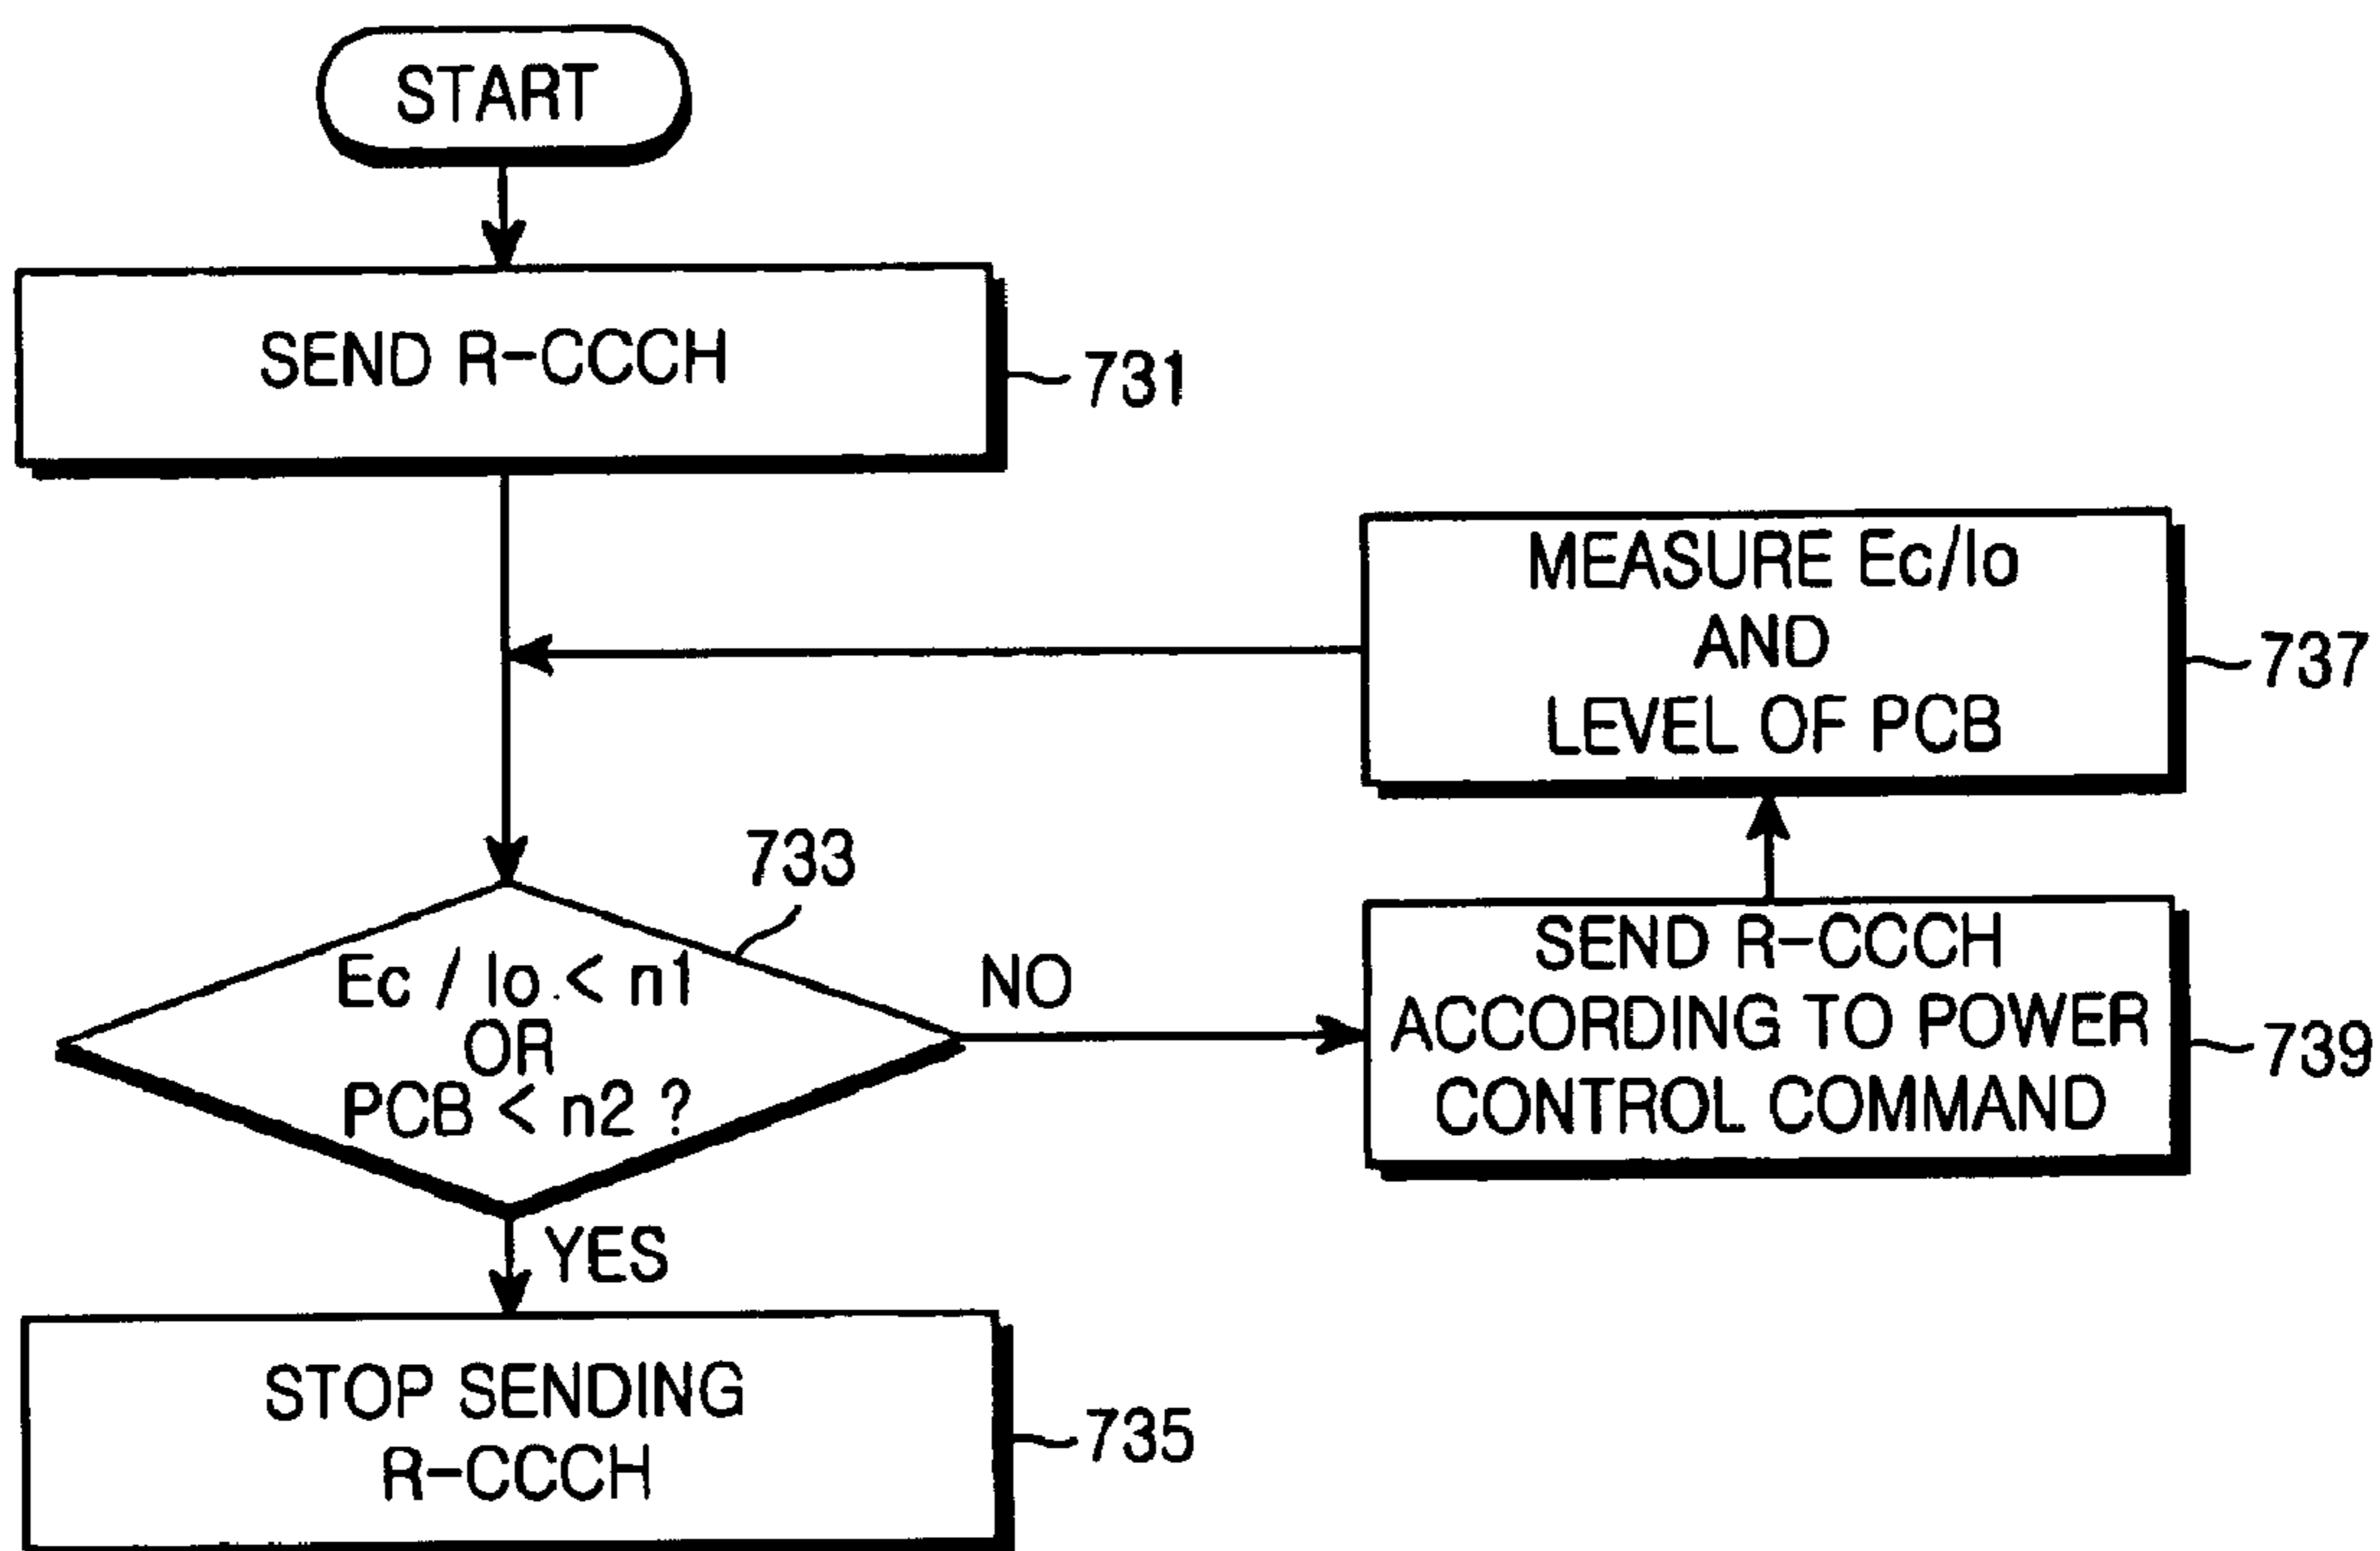 START
SEND R-CCCH
731
MEASURE Ec/Io
AND
LEVEL OF PCB
737
733
Ec / Io < n1
OR
PCB < n2 ?
NO
SEND R-CCCH
ACCORDING TO POWER
CONTROL COMMAND
739
YES
STOP SENDING
R-CCCH
735